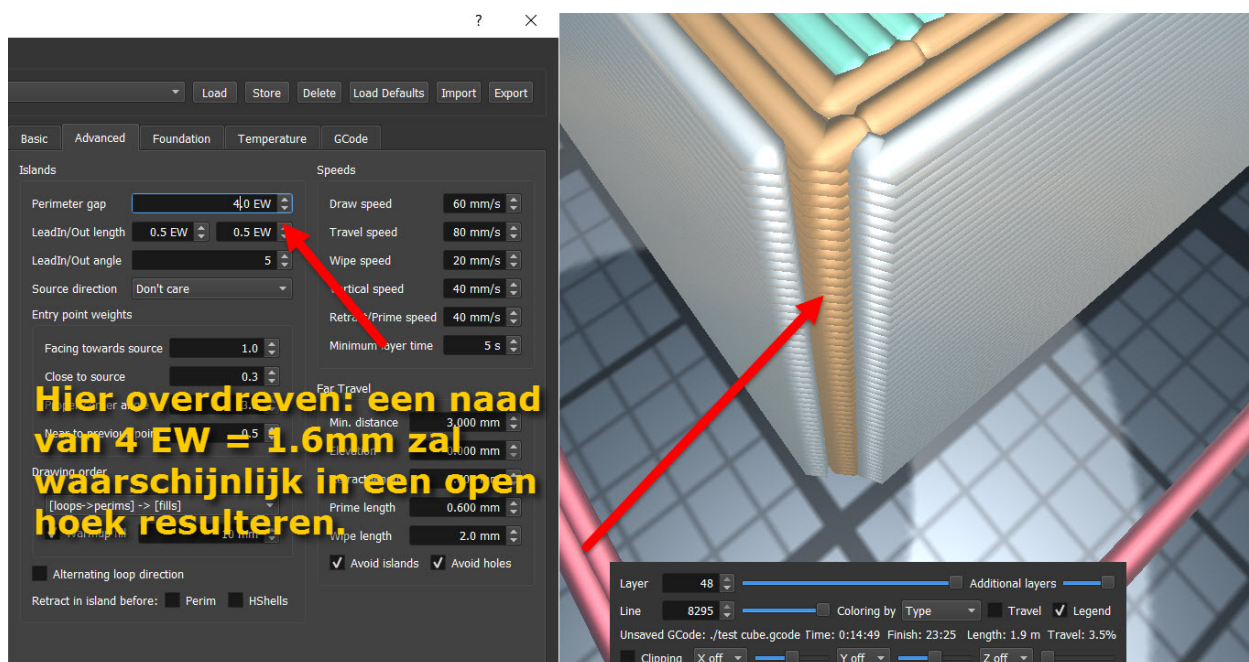 ?
Load Store Delete Load Defaults Import Export
Basic Advanced Foundation Temperature GCode
Islands
Perimeter gap 4.0 EW
LeadIn/Out length 0.5 EW 0.5 EW
LeadIn/Out angle 5
Source direction Don't care
Entry point weights
Facing towards source 1.0
Close to source 0.3
Near to previous point 0.5
Drawing order
[loops->perims] -> [fills]
Warmup fill 10 mm
Alternating loop direction
Retract in island before: Perim HShells
Speeds
Draw speed 60 mm/s
Travel speed 80 mm/s
Wipe speed 20 mm/s
Vertical speed 40 mm/s
Retract/Prime speed 40 mm/s
Minimum layer time 5 s
Far Travel
Min. distance 3,000 mm
Elevation
Prime length 0.600 mm
Wipe length 2.0 mm
Avoid islands Avoid holes
Hier overdreven: een naad
van 4 EW = 1.6mm zal
waarschijnlijk in een open
hoek resulteren.
Layer 48 Additional layers
Line 8295 Coloring by Type Travel Legend
Unsaved GCode: ./test cube.gcode Time: 0:14:49 Finish: 23:25 Length: 1.9 m Travel: 3.5%
Clipping X off Y off Z off